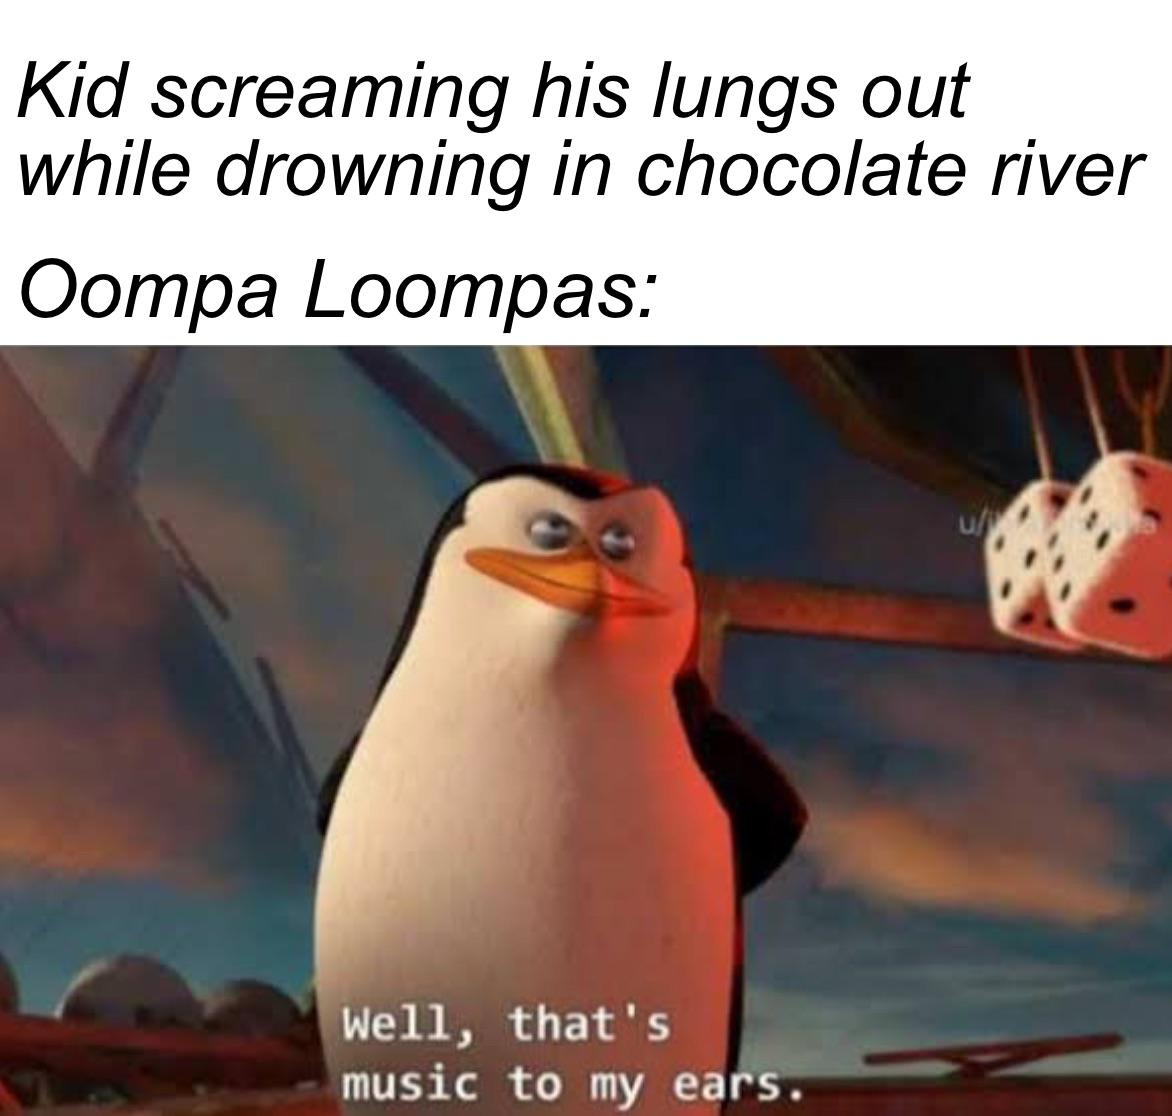 Kid screaming his lungs out
while drowning in chocolate river
Oompa Loompas:
Well, that's
music to my ears.